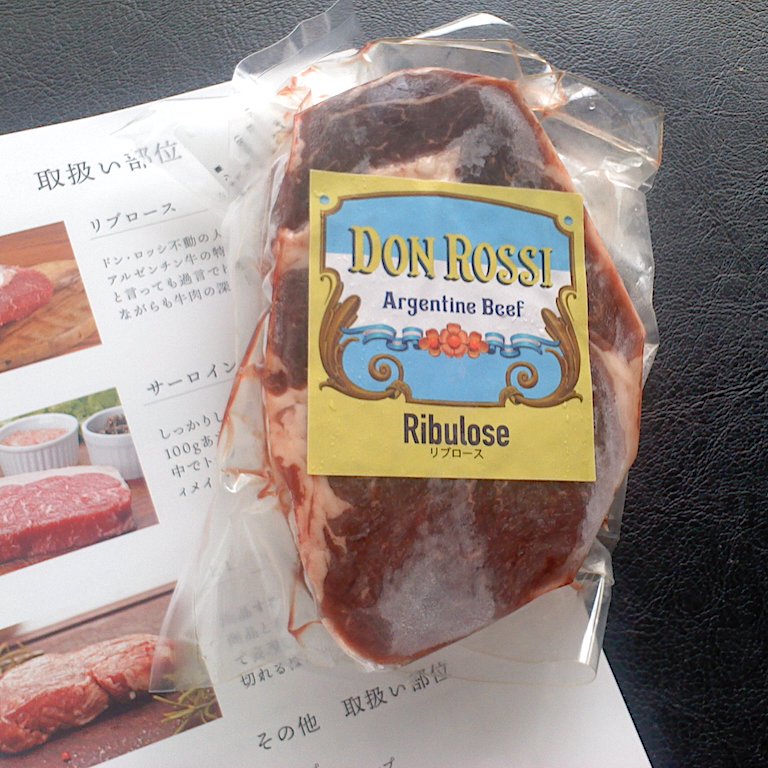 取扱い部位
リブロース
ドン・ロッシ不動の人
アルゼンチン牛の特
と言っても過言では
ながらも牛肉の深
サーロイン
しっかりし
100gあ
中でト
ィメイ
DON ROSSI
Argentine Beef
Ribulose
リブロース
切れる
その他 取扱い部位